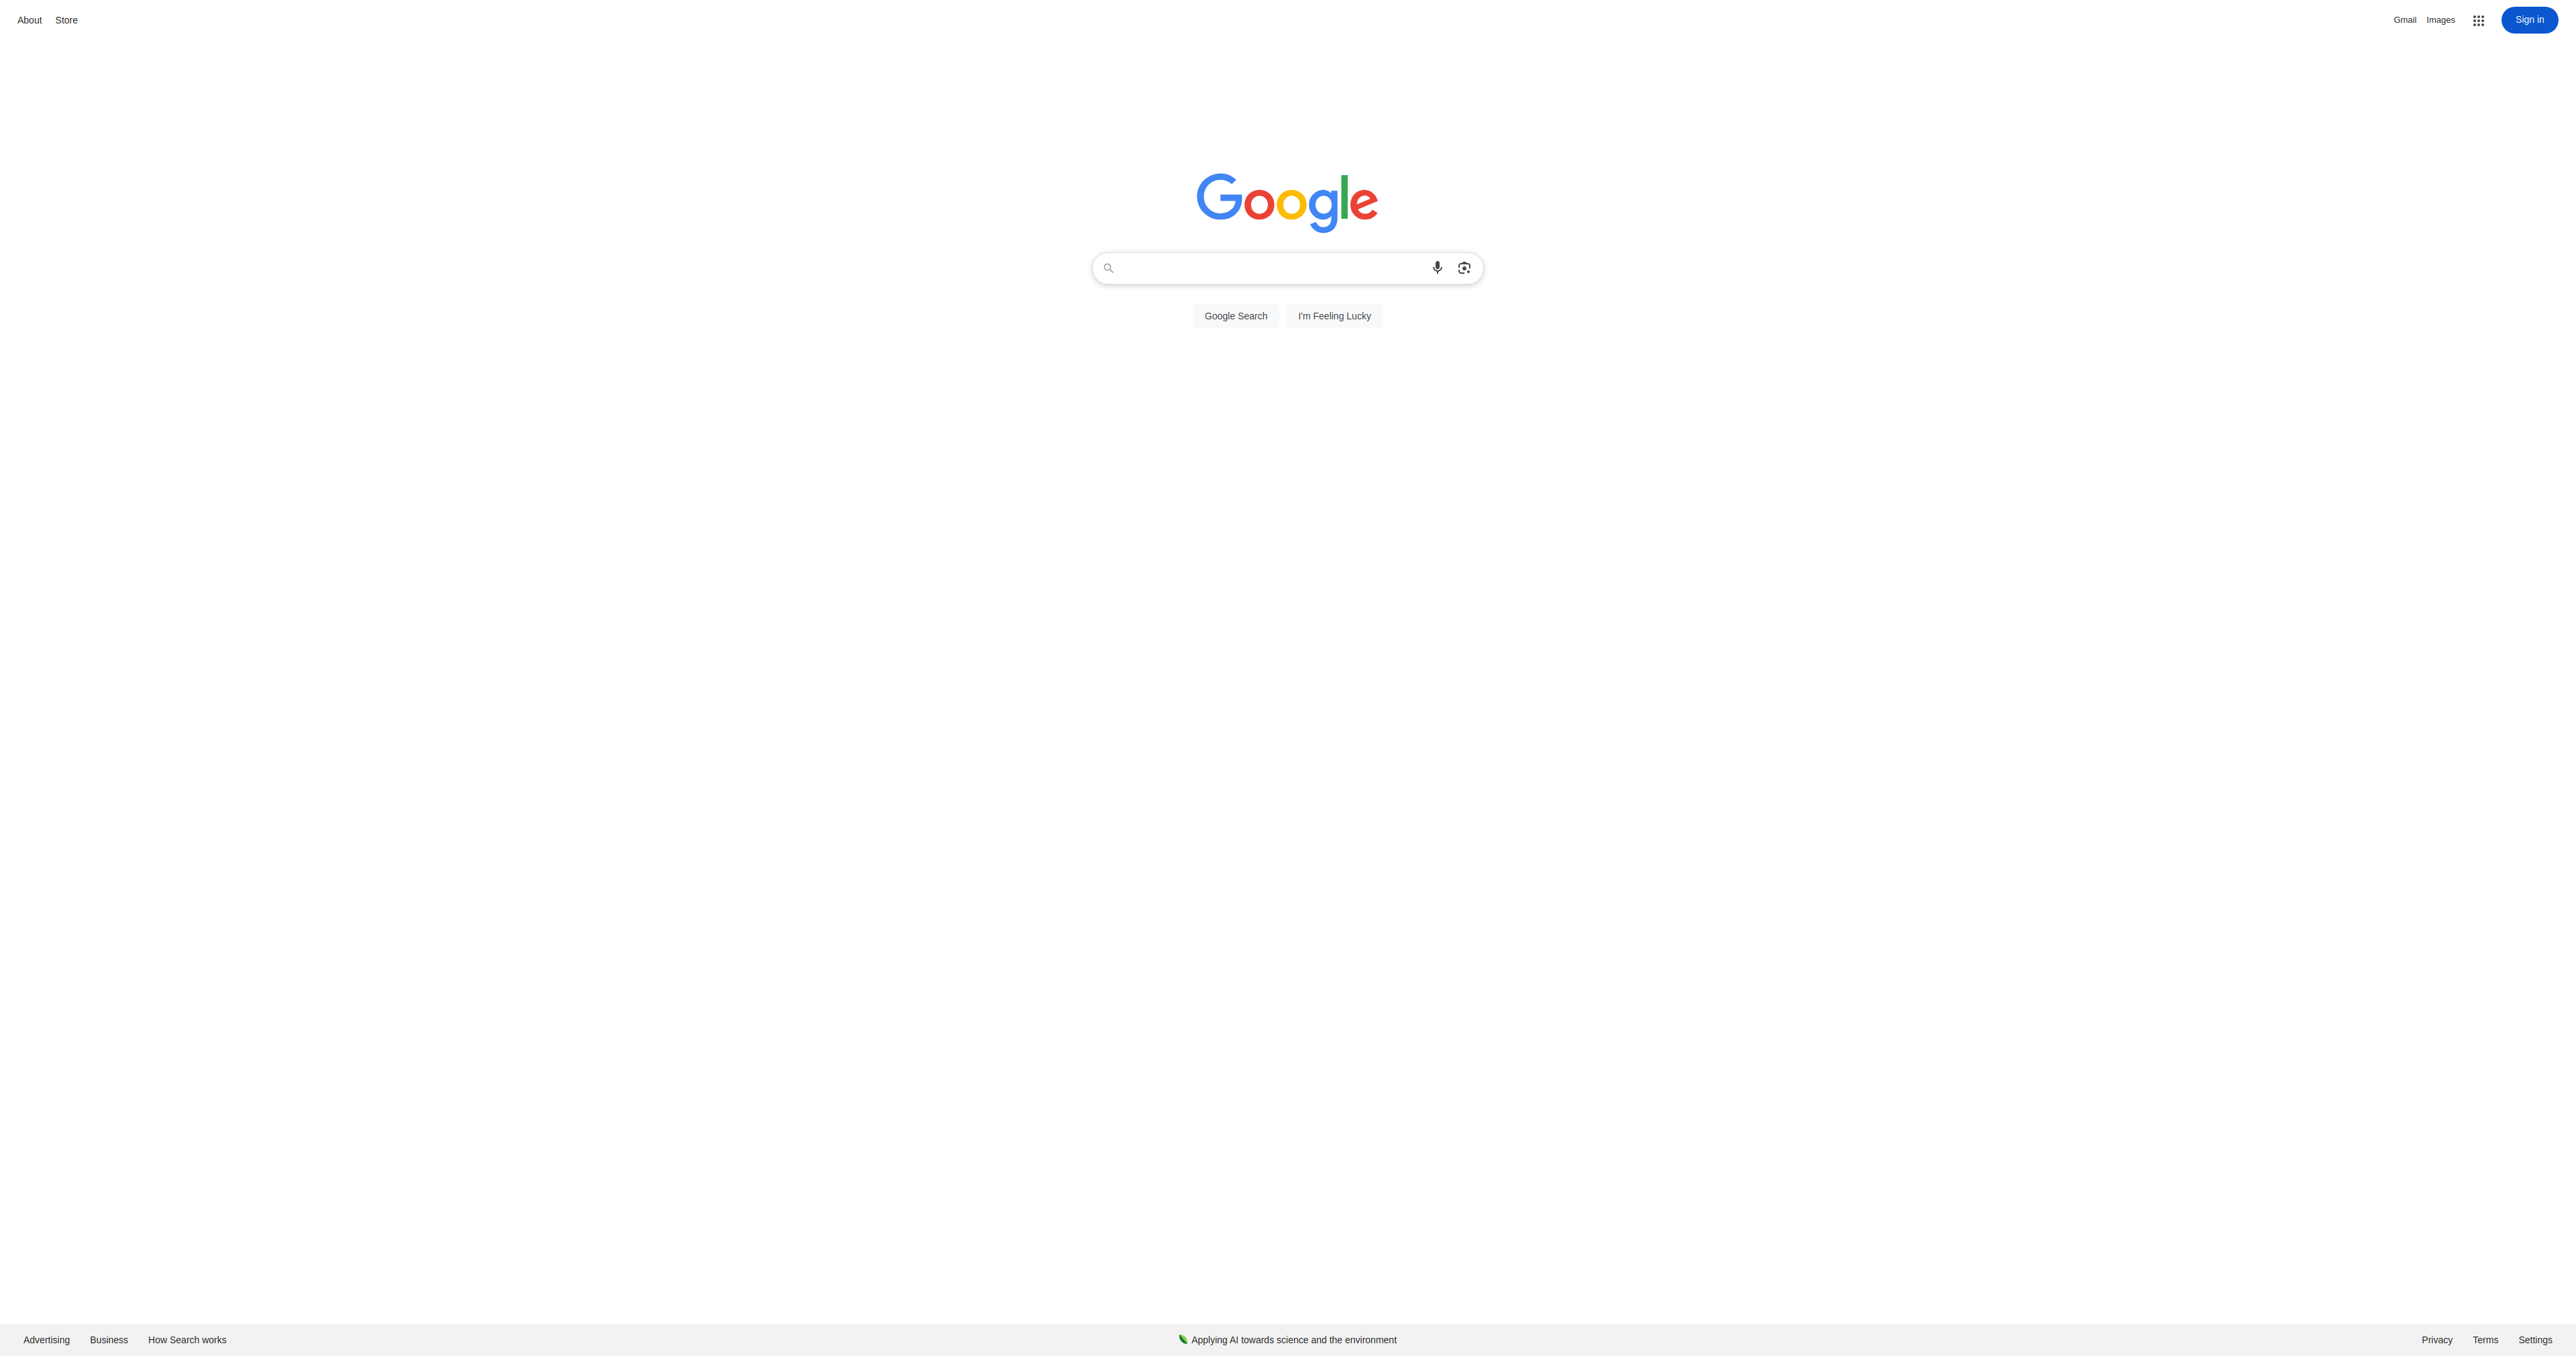 About Store Gmail Images Sign in
Google
Google Search I'm Feeling Lucky
Advertising Business How Search works Applying AI towards science and the environment Privacy Terms Settings